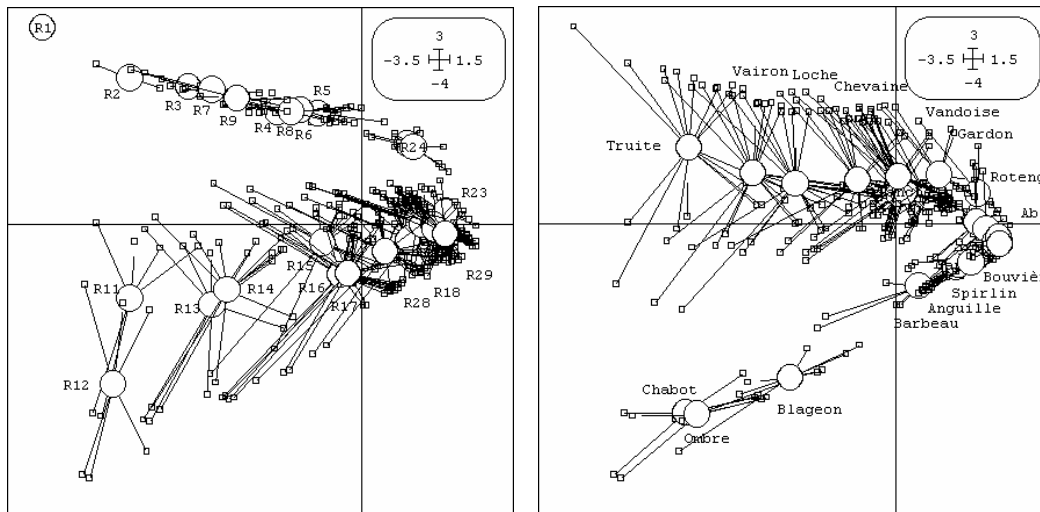 R1
3
-3.5 1.5
-4
R2
R3
R7
R9
R4
R8
R6
R5
R24
R23
R29
R18
R28
R15
R16
R17
R14
R13
R11
R12
3
-3.5 1.5
-4
Vairon
Loche
Chevaine
Vandoise
Gardon
Truite
Roteng
Ab
Bouviè
Spirlin
Anguille
Barbeau
Chabot
Blageon
Ombre